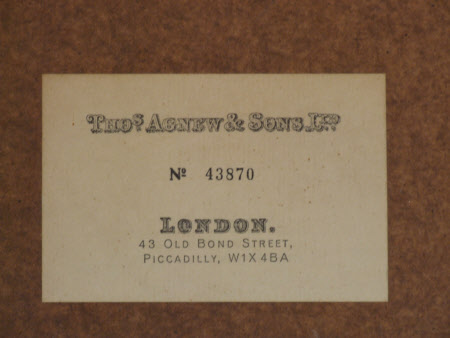 Thos. Agnew & Sons Ltd.
No 43870
London.
43 Old Bond Street,
Piccadilly, W1X 4BA